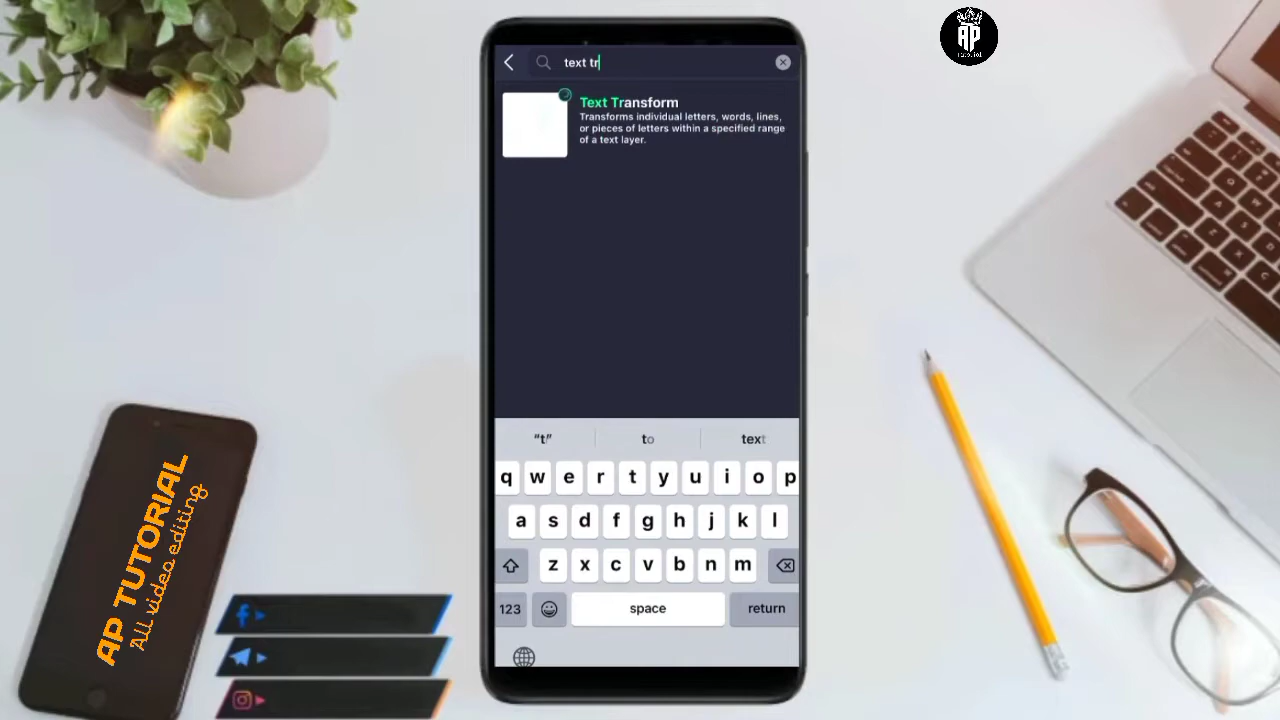 AP
tutorial
text tr
Text Transform
Transforms individual letters, words, lines,
or pieces of letters within a specified range
of a text layer.
“t” to text
q w e r t y u i o p
a s d f g h j k l
z x c v b n m
123 space return
AP TUTORIAL
All video editing